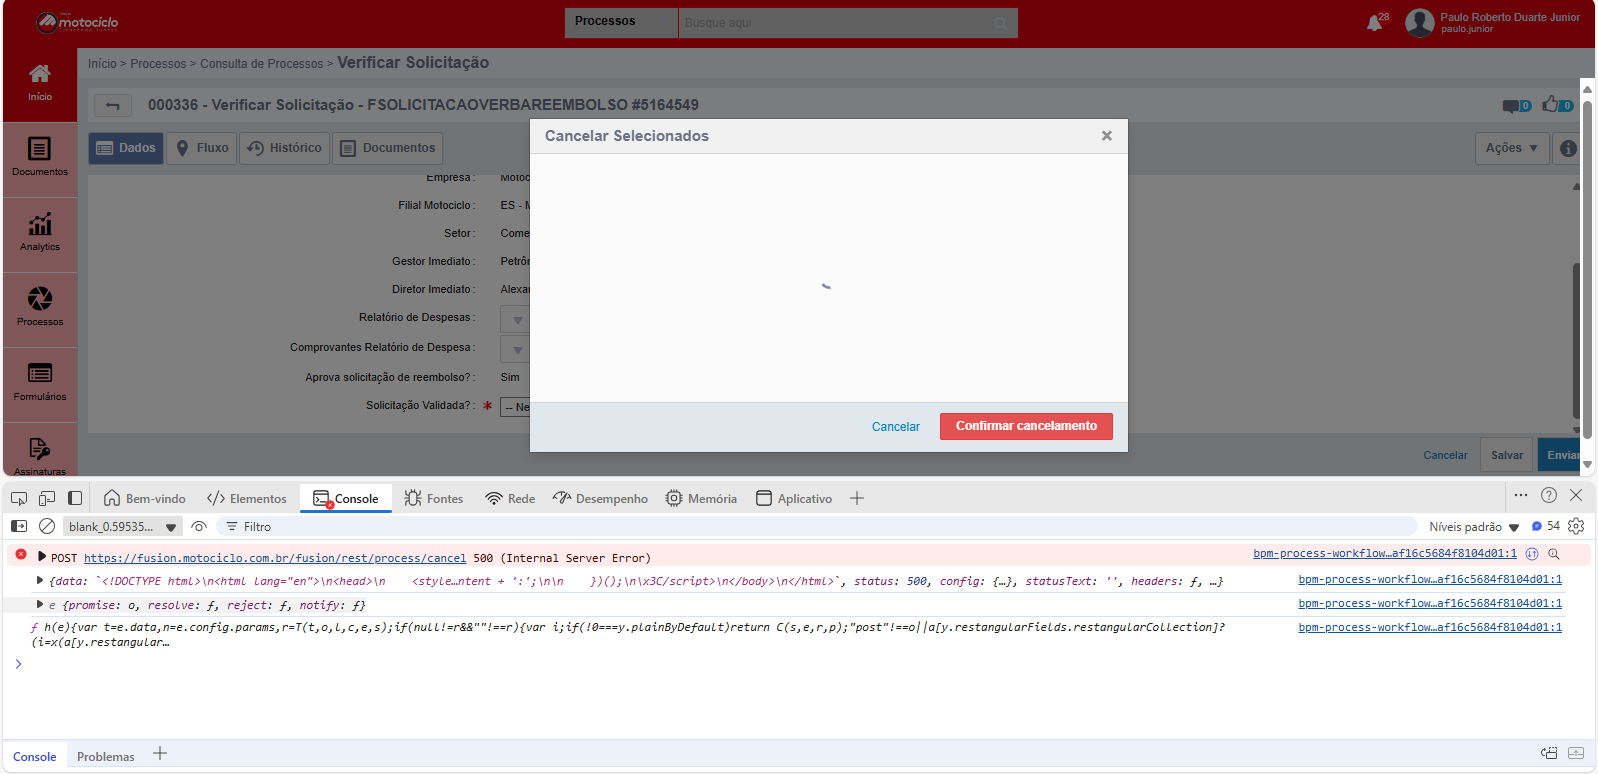 motociclo
Crescendo Juntos
Processos
Busque aqui
28
Paulo Roberto Duarte Junior
paulo.junior
Início
Documentos
Analytics
Processos
Formulários
Assinaturas
Início > Processos > Consulta de Processos > Verificar Solicitação
000336 - Verificar Solicitação - FSOLICITACAOVERBAREEMBOLSO #5164549
0
0
Dados
Fluxo
Histórico
Documentos
Ações
Empresa :
Motoc
Filial Motociclo :
ES - M
Setor :
Come
Gestor Imediato :
Petrôn
Diretor Imediato :
Alexa
Relatório de Despesas :
Comprovantes Relatório de Despesa :
Aprova solicitação de reembolso? :
Sim
Solicitação Validada? : *
-- Ne
Cancelar Selecionados
×
Cancelar
Confirmar cancelamento
Cancelar
Salvar
Enviar
Bem-vindo
Elementos
Console
Fontes
Rede
Desempenho
Memória
Aplicativo
blank_0.59535...
Filtro
Níveis padrão
54
POST https://fusion.motociclo.com.br/fusion/rest/process/cancel 500 (Internal Server Error)
bpm-process-workflow…af16c5684f8104d01:1
{data: `<!DOCTYPE html>\n<html lang="en">\n<head>\n    <style…ntent + ':';\n\n    })();\n\x3C/script>\n</body>\n</html>`, status: 500, config: {…}, statusText: '', headers: ƒ, …}
bpm-process-workflow…af16c5684f8104d01:1
e {promise: o, resolve: ƒ, reject: ƒ, notify: ƒ}
bpm-process-workflow…af16c5684f8104d01:1
ƒ h(e){var t=e.data,n=e.config.params,r=T(t,o,l,c,e,s);if(null!=r&&""!==r){var i;if(!0===y.plainByDefault)return C(s,e,r,p);"post"!==o||a[y.restangularFields.restangularCollection]?
(i=x(a[y.restangular…
bpm-process-workflow…af16c5684f8104d01:1
Console
Problemas